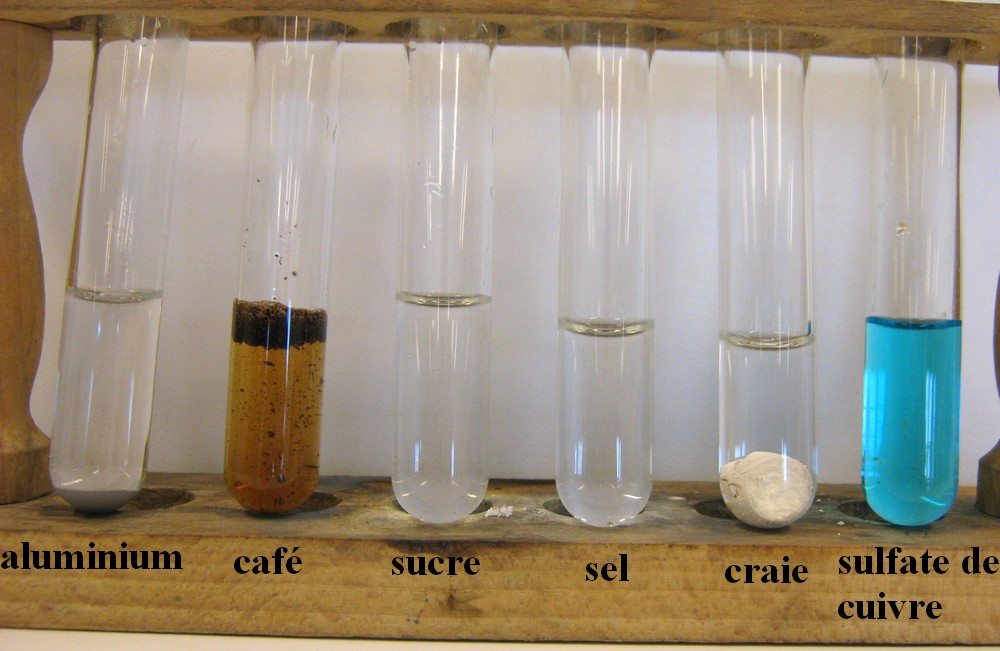 aluminium
café
sucre
sel
craie
sulfate de
cuivre